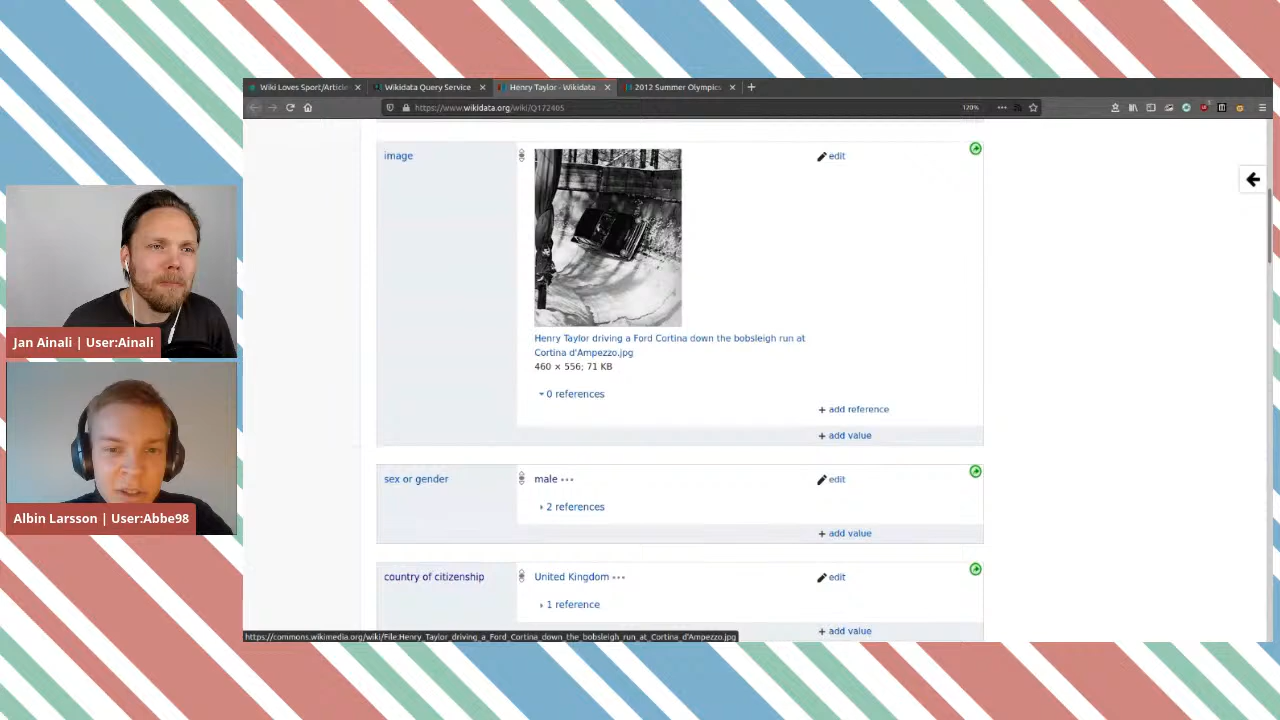 Wiki Loves Sport/Article
Wikidata Query Service
Henry Taylor - Wikidata
2012 Summer Olympics
https://www.wikidata.org/wiki/Q172405
120%
image
edit
Henry Taylor driving a Ford Cortina down the bobsleigh run at
Cortina d'Ampezzo.jpg
460 × 556; 71 KB
0 references
+ add reference
+ add value
sex or gender
male
edit
2 references
+ add value
country of citizenship
United Kingdom
edit
1 reference
+ add value
https://commons.wikimedia.org/wiki/File:Henry_Taylor_driving_a_Ford_Cortina_down_the_bobsleigh_run_at_Cortina_d'Ampezzo.jpg
Jan Ainali | User:Ainali
Albin Larsson | User:Abbe98